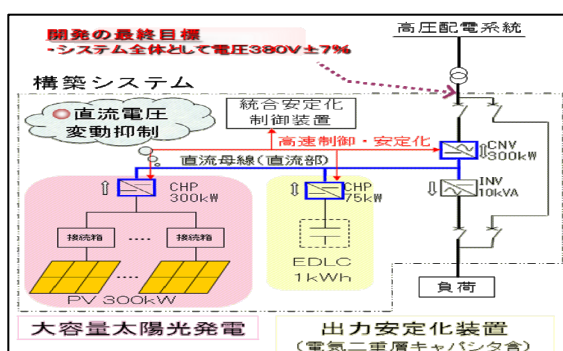 開発の最終目標
・システム全体として電圧380V±7%
高圧配電系統
構築システム
直流電圧
変動抑制
統合安定化
制御装置
高速制御・安定化
直流母線(直流部)
CNV
300kW
CHP
300kW
CHP
75kW
INV
10kVA
接続箱
接続箱
EDLC
1kWh
PV 300kW
負荷
大容量太陽光発電
出力安定化装置
(電気二重層キャパシタ含)